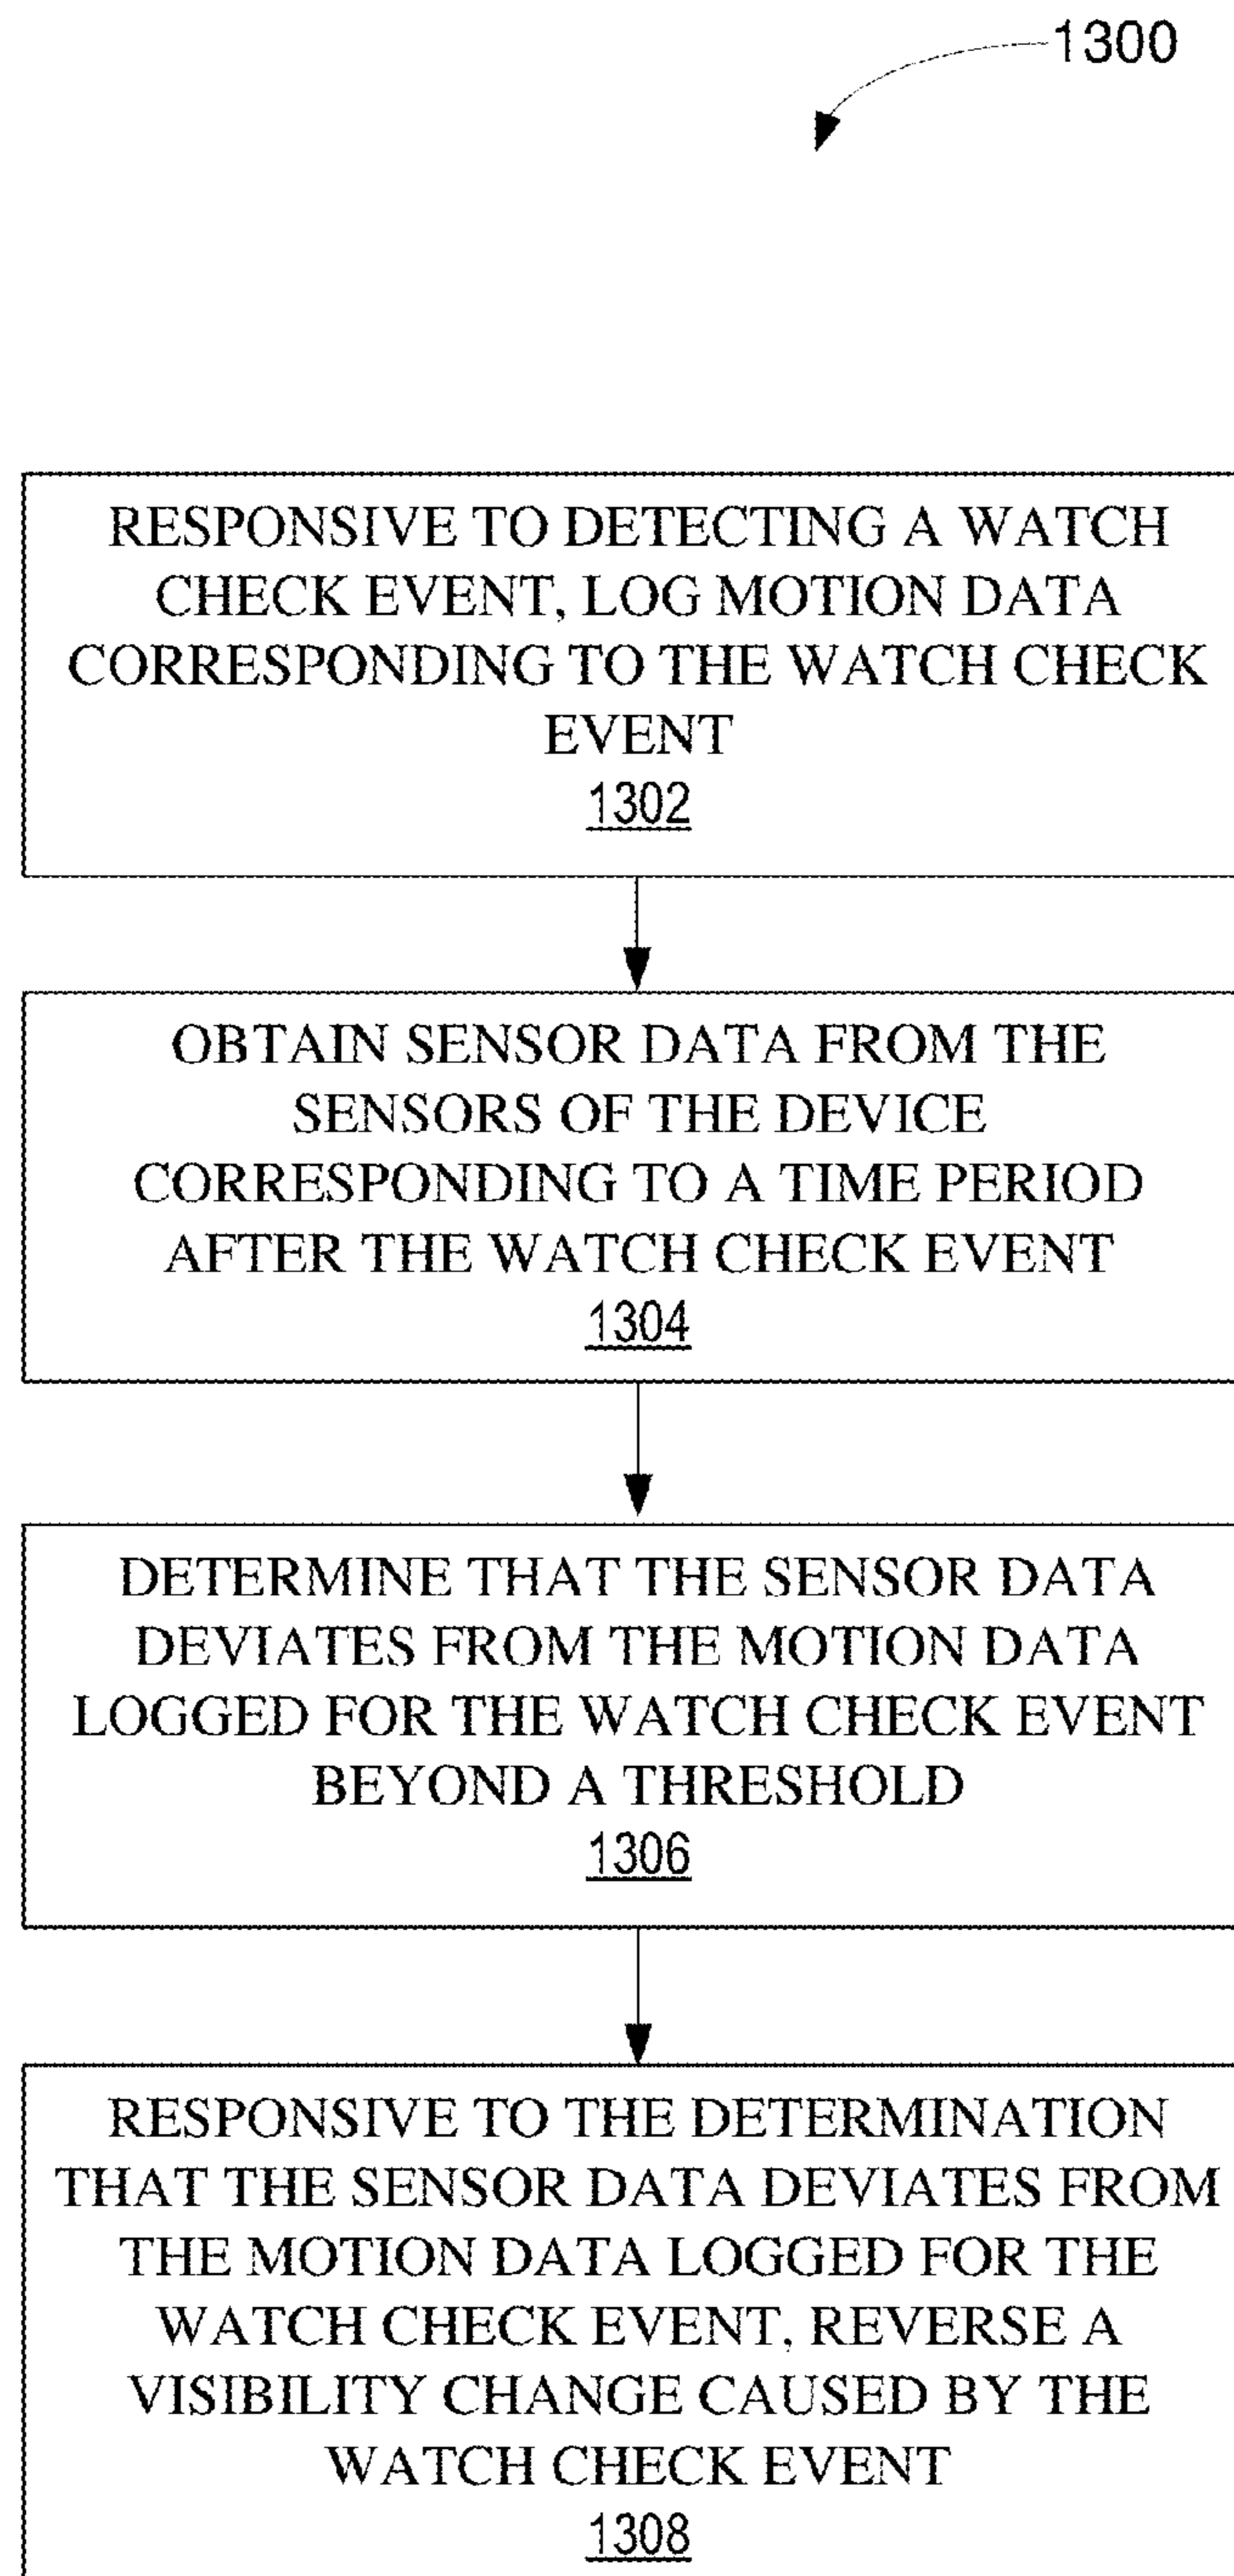 1300
RESPONSIVE TO DETECTING A WATCH
CHECK EVENT, LOG MOTION DATA
CORRESPONDING TO THE WATCH CHECK
EVENT
1302
OBTAIN SENSOR DATA FROM THE
SENSORS OF THE DEVICE
CORRESPONDING TO A TIME PERIOD
AFTER THE WATCH CHECK EVENT
1304
DETERMINE THAT THE SENSOR DATA
DEVIATES FROM THE MOTION DATA
LOGGED FOR THE WATCH CHECK EVENT
BEYOND A THRESHOLD
1306
RESPONSIVE TO THE DETERMINATION
THAT THE SENSOR DATA DEVIATES FROM
THE MOTION DATA LOGGED FOR THE
WATCH CHECK EVENT, REVERSE A
VISIBILITY CHANGE CAUSED BY THE
WATCH CHECK EVENT
1308